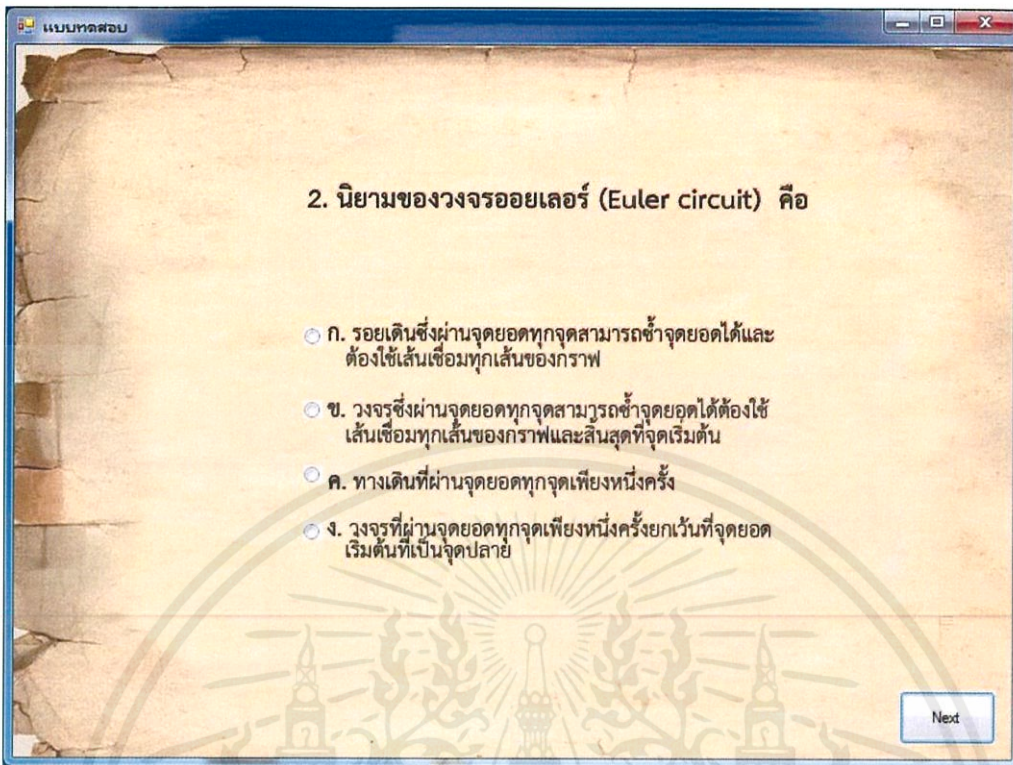 แบบทดสอบ
2. นิยามของวงจรออยเลอร์ (Euler circuit) คือ
ก. รอยเดินซึ่งผ่านจุดยอดทุกจุดสามารถซ้ำจุดยอดได้และ
ต้องใช้เส้นเชื่อมทุกเส้นของกราฟ
ข. วงจรซึ่งผ่านจุดยอดทุกจุดสามารถซ้ำจุดยอดได้ต้องใช้
เส้นเชื่อมทุกเส้นของกราฟและสิ้นสุดที่จุดเริ่มต้น
ค. ทางเดินที่ผ่านจุดยอดทุกจุดเพียงหนึ่งครั้ง
ง. วงจรที่ผ่านจุดยอดทุกจุดเพียงหนึ่งครั้งยกเว้นที่จุดยอด
เริ่มต้นที่เป็นจุดปลาย
Next